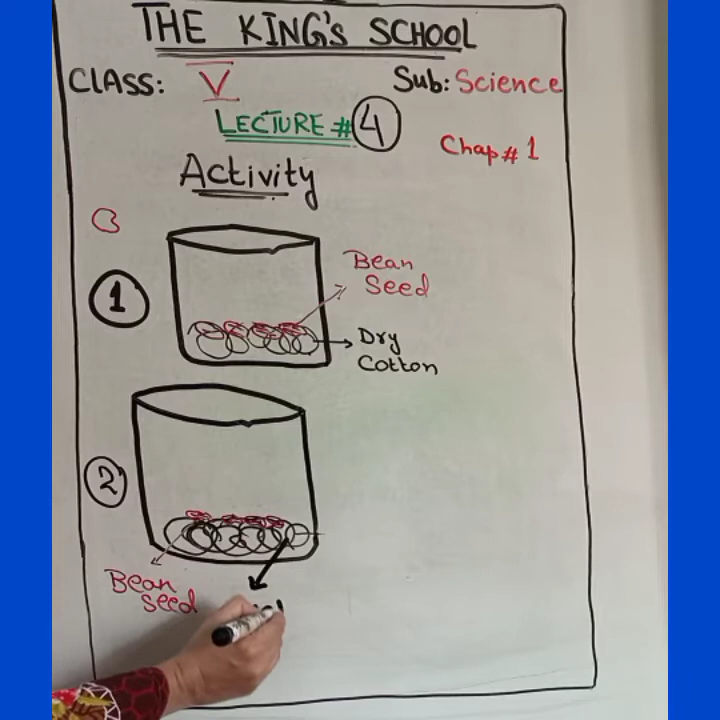 THE KING'S SCHOOL
CLASS: V
Sub: Science
LECTURE # 4
Chap # 1
Activity
1
Bean
Seed
Dry
Cotton
2
Bean
Seed